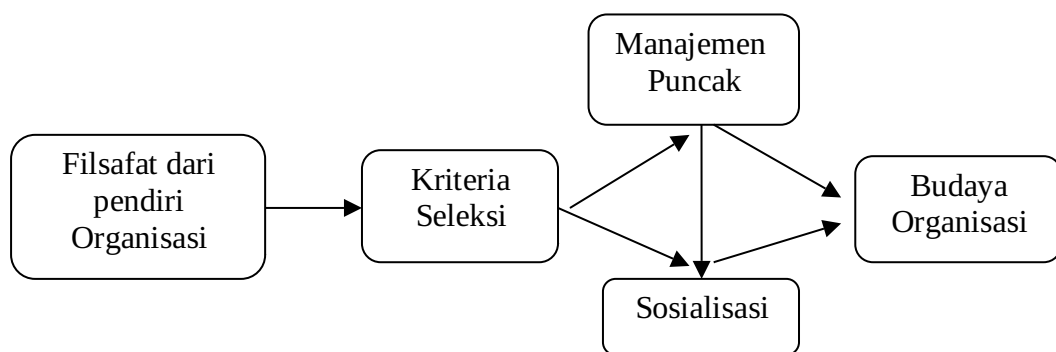 Filsafat dari
pendiri
Organisasi
Kriteria
Seleksi
Manajemen
Puncak
Sosialisasi
Budaya
Organisasi